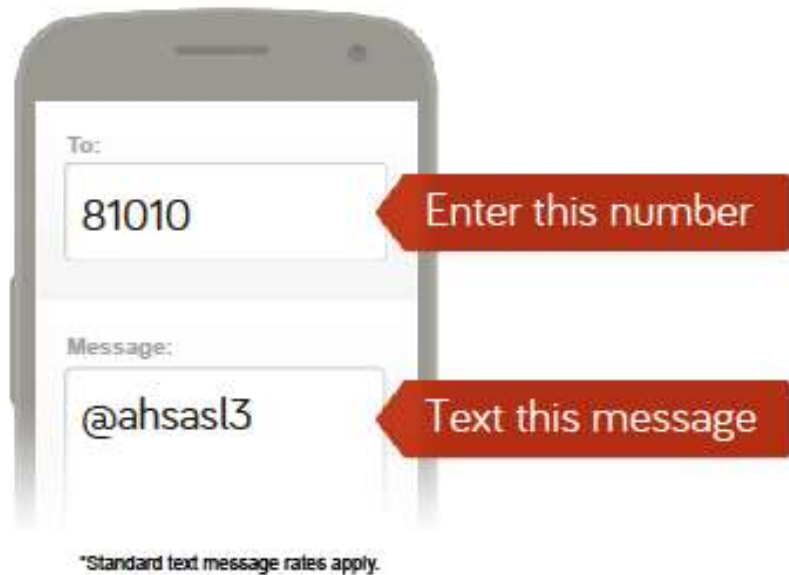 To:
81010
Enter this number
Message:
@ahsasl3
Text this message
*Standard text message rates apply.